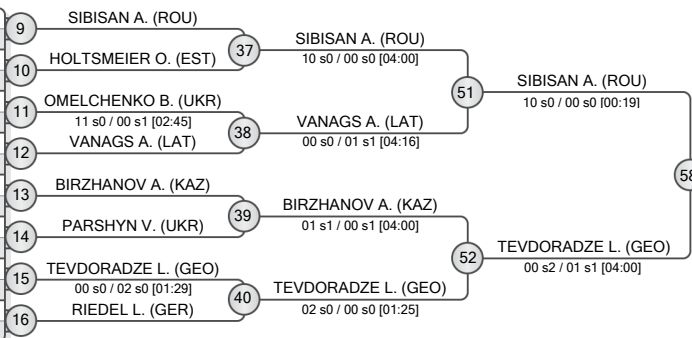 9
SIBISAN A. (ROU)
10
HOLTSMEIER O. (EST)
37
SIBISAN A. (ROU)
10 s0 / 00 s0 [04:00]
11
OMELCHENKO B. (UKR)
11 s0 / 00 s1 [02:45]
12
VANAGS A. (LAT)
38
VANAGS A. (LAT)
00 s0 / 01 s1 [04:16]
51
SIBISAN A. (ROU)
10 s0 / 00 s0 [00:19]
13
BIRZHANOV A. (KAZ)
14
PARSHYN V. (UKR)
39
BIRZHANOV A. (KAZ)
01 s1 / 00 s1 [04:00]
15
TEVDORADZE L. (GEO)
00 s0 / 02 s0 [01:29]
16
RIEDEL L. (GER)
40
TEVDORADZE L. (GEO)
02 s0 / 00 s0 [01:25]
52
TEVDORADZE L. (GEO)
00 s2 / 01 s1 [04:00]
58